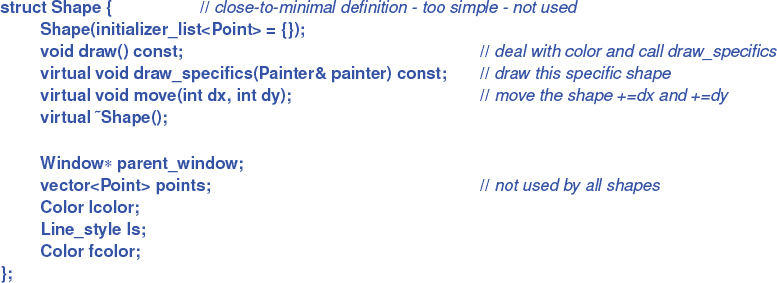 struct Shape { // close-to-minimal definition - too simple - not used
Shape(initializer_list<Point> = {});
void draw() const; // deal with color and call draw_specifics
virtual void draw_specifics(Painter& painter) const; // draw this specific shape
virtual void move(int dx, int dy); // move the shape +=dx and +=dy
virtual ~Shape();
Window* parent_window;
vector<Point> points; // not used by all shapes
Color lcolor;
Line_style ls;
Color fcolor;
};